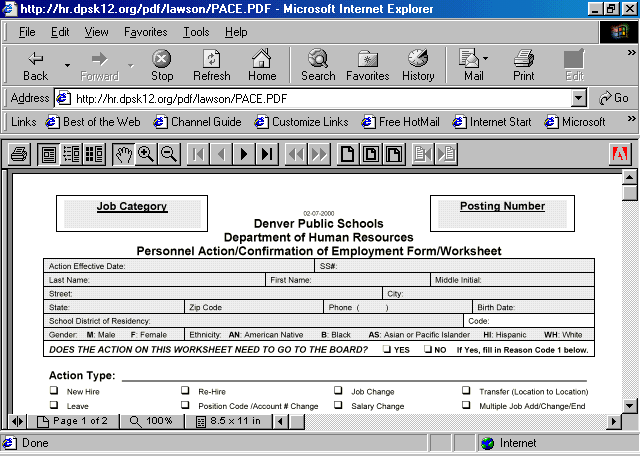 http://hr.dpsk12.org/pdf/lawson/PACE.PDF - Microsoft Internet Explorer
File Edit View Favorites Tools Help
Back Forward Stop Refresh Home Search Favorites History Mail Print Edit
Address http://hr.dpsk12.org/pdf/lawson/PACE.PDF Go
Links Best of the Web Channel Guide Customize Links Free HotMail Internet Start Microsoft
Job Category
Posting Number
02-07-2000
Denver Public Schools
Department of Human Resources
Personnel Action/Confirmation of Employment Form/Worksheet
Action Effective Date: SS#:
Last Name: First Name: Middle Initial:
Street: City:
State: Zip Code Phone ( ) Birth Date:
School District of Residency: Code:
Gender: M: Male F: Female Ethnicity: AN: American Native B: Black AS: Asian or Pacific Islander HI: Hispanic WH: White
DOES THE ACTION ON THIS WORKSHEET NEED TO GO TO THE BOARD? YES NO If Yes, fill in Reason Code 1 below.
Action Type:
New Hire Re-Hire Job Change Transfer (Location to Location)
Leave Position Code /Account # Change Salary Change Multiple Job Add/Change/End
Page 1 of 2 100% 8.5 x 11 in
Done Internet